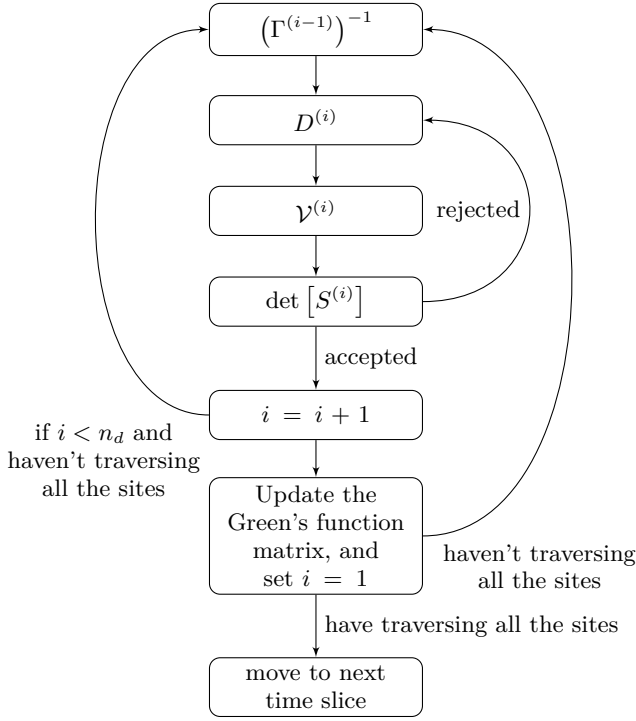 (Γ^{(i−1)})^{−1}
D^{(i)}
𝒱^{(i)}
rejected
det [S^{(i)}]
accepted
i = i + 1
if i < n_d and
haven't traversing
all the sites
Update the
Green's function
matrix, and
set i = 1
haven't traversing
all the sites
have traversing all the sites
move to next
time slice